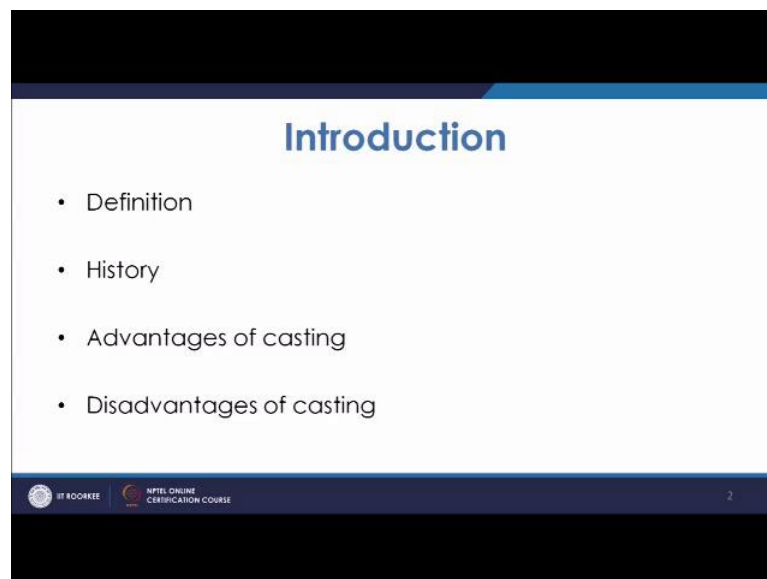 Introduction
• Definition
• History
• Advantages of casting
• Disadvantages of casting
IIT ROORKEE
NPTEL ONLINE
CERTIFICATION COURSE
2